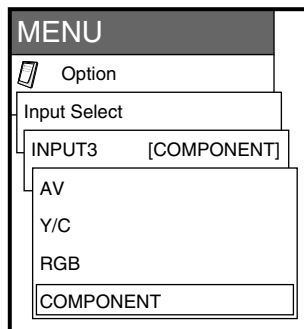 MENU
Option
Input Select
INPUT3 [COMPONENT]
AV
Y/C
RGB
COMPONENT